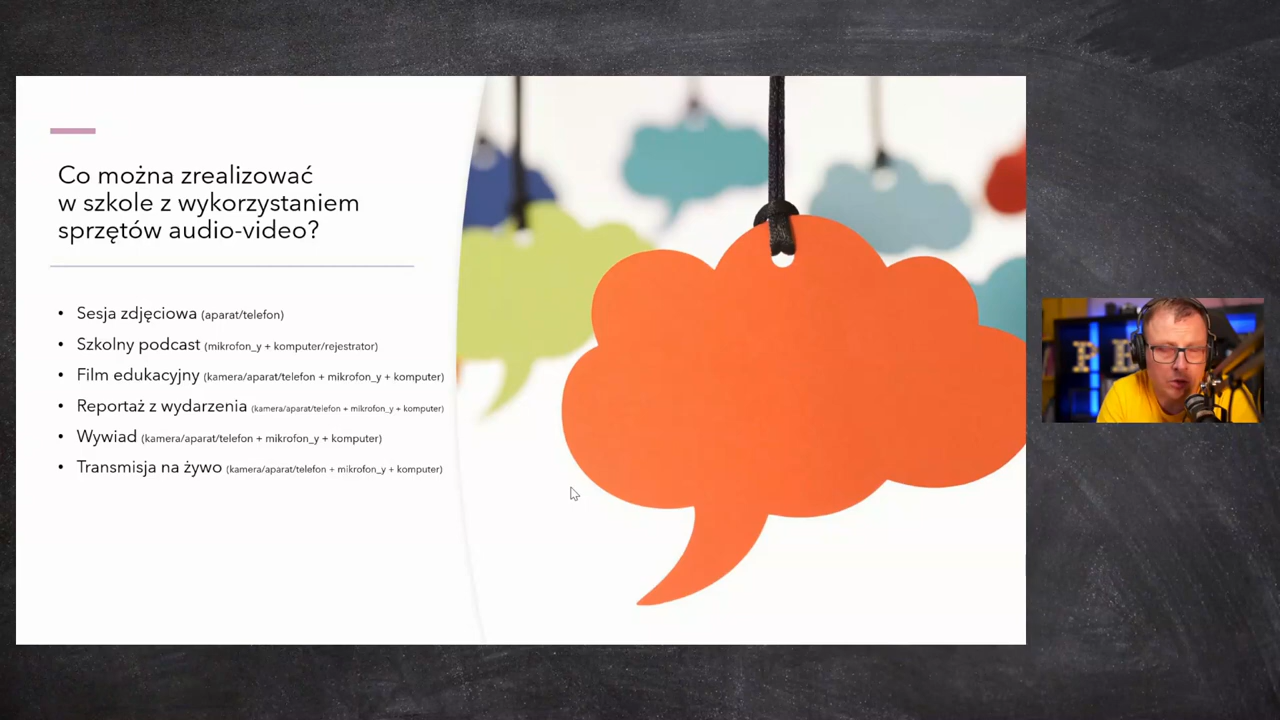 Co można zrealizować
w szkole z wykorzystaniem
sprzętów audio-video?
• Sesja zdjęciowa (aparat/telefon)
• Szkolny podcast (mikrofon_y + komputer/rejestrator)
• Film edukacyjny (kamera/aparat/telefon + mikrofon_y + komputer)
• Reportaż z wydarzenia (kamera/aparat/telefon + mikrofon_y + komputer)
• Wywiad (kamera/aparat/telefon + mikrofon_y + komputer)
• Transmisja na żywo (kamera/aparat/telefon + mikrofon_y + komputer)